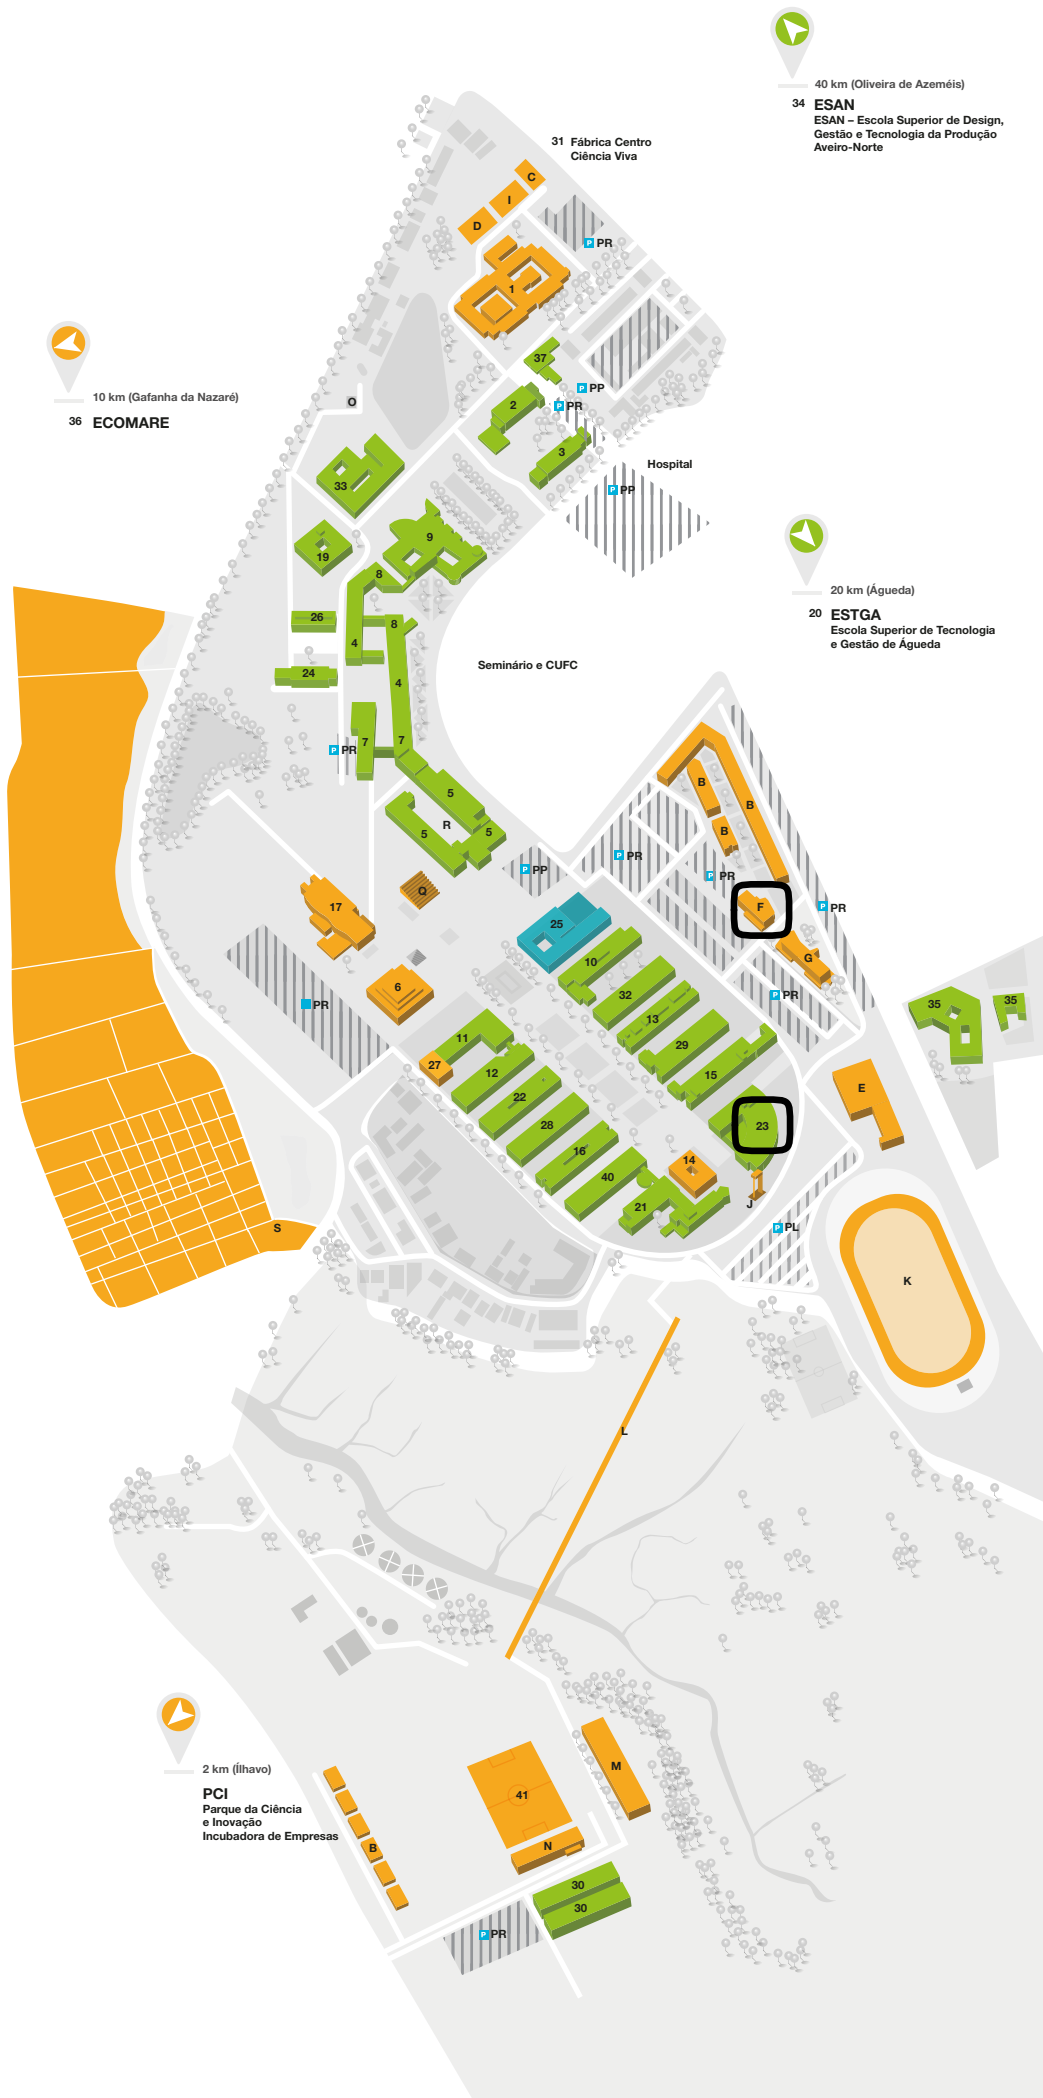 40 km (Oliveira de Azeméis)
34 ESAN
ESAN – Escola Superior de Design,
Gestão e Tecnologia da Produção
Aveiro-Norte
31 Fábrica Centro
Ciência Viva
C
I
D
P PR
1
37
P PP
10 km (Gafanha da Nazaré)
O
2
P PR
36 ECOMARE
3
Hospital
33
P PP
9
19
8
20 km (Águeda)
26
8
20 ESTGA
Escola Superior de Tecnologia
e Gestão de Águeda
4
Seminário e CUFC
24
4
7
7
P PR
B
5
B
R
5
5
B
P PR
P PP
P PR
Q
17
F
P PR
25
G
10
6
32
P PR
35
35
PR
13
11
29
27
12
15
E
22
28
23
16
14
40
J
21
S
P PL
K
L
2 km (Ílhavo)
PCI
Parque da Ciência
e Inovação
Incubadora de Empresas
M
41
B
N
30
30
P PR